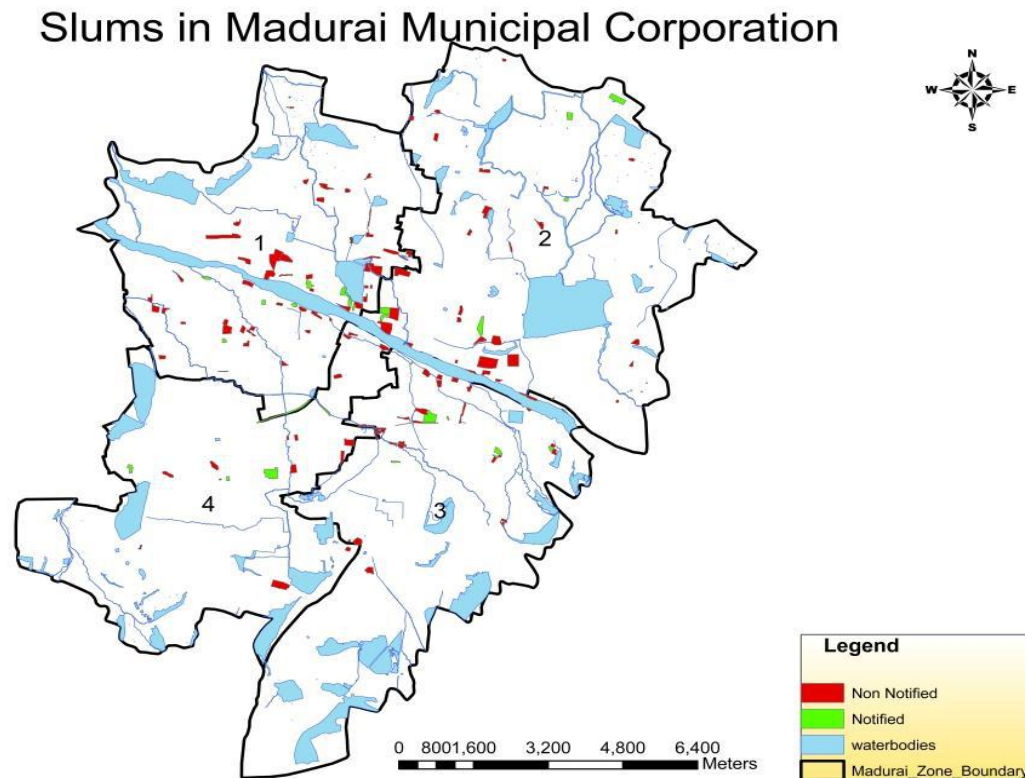 Slums in Madurai Municipal Corporation
N
W E
S
1
2
3
4
Legend
Non Notified
Notified
waterbodies
Madurai_Zone_Boundary
0 8001,600 3,200 4,800 6,400
Meters